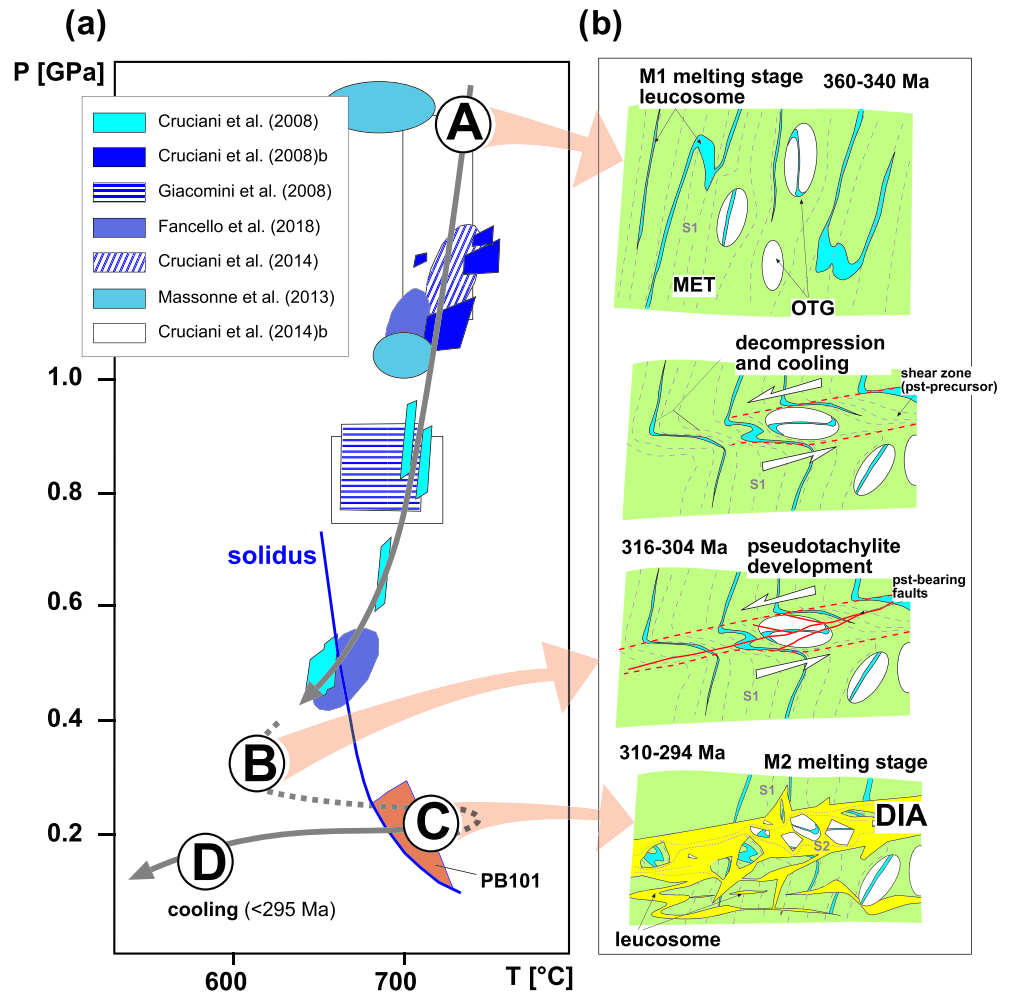 (a)
P [GPa]
Cruciani et al. (2008)
Cruciani et al. (2008)b
Giacomini et al. (2008)
Fancello et al. (2018)
Cruciani et al. (2014)
Massonne et al. (2013)
Cruciani et al. (2014)b
1.0
0.8
0.6
0.4
0.2
600
700
T [°C]
solidus
A
B
C
D
PB101
cooling (<295 Ma)
(b)
M1 melting stage
leucosome
360-340 Ma
S1
MET
OTG
decompression
and cooling
shear zone
(pst-precursor)
S1
316-304 Ma
pseudotachylite
development
pst-bearing
faults
S1
310-294 Ma
M2 melting stage
S1
DIA
S2
leucosome